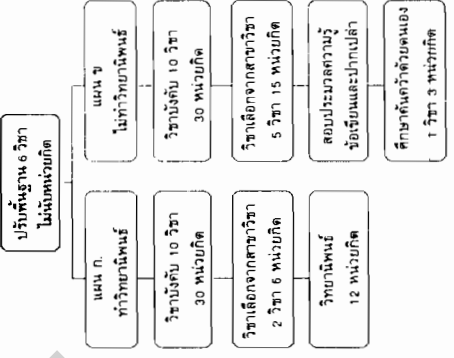 ปรับพื้นฐาน 6 วิชา
ไม่นับหน่วยกิต
แผน ก.
ทำวิทยานิพนธ์
วิชาบังคับ 10 วิชา
30 หน่วยกิต
วิชาเลือกจากสาขาวิชา
2 วิชา 6 หน่วยกิต
วิทยานิพนธ์
12 หน่วยกิต
แผน ข
ไม่ทำวิทยานิพนธ์
วิชาบังคับ 10 วิชา
30 หน่วยกิต
วิชาเลือกจากสาขาวิชา
5 วิชา 15 หน่วยกิต
สอบประมวลความรู้
ข้อเขียนและปากเปล่า
ศึกษาค้นคว้าด้วยตนเอง
1 วิชา 3 หน่วยกิต